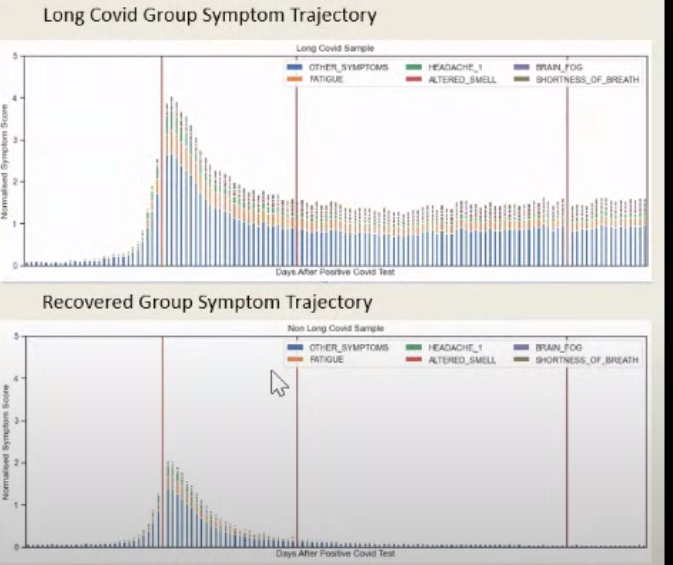 Long Covid Group Symptom Trajectory
Long Covid Sample
OTHER_SYMPTOMS HEADACHE_1 BRAIN_FOG
FATIGUE ALTERED_SMELL SHORTNESS_OF_BREATH
Normalised Symptom Score
5
4
3
2
1
0
Days After Positive Covid Test
Recovered Group Symptom Trajectory
Non Long Covid Sample
OTHER_SYMPTOMS HEADACHE_1 BRAIN_FOG
FATIGUE ALTERED_SMELL SHORTNESS_OF_BREATH
Normalised Symptom Score
5
4
3
2
1
0
Days After Positive Covid Test